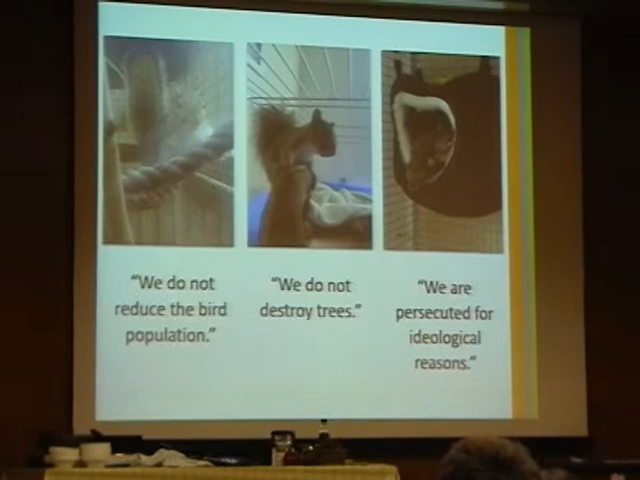 “We do not
reduce the bird
population.”
“We do not
destroy trees.”
“We are
persecuted for
ideological
reasons.”